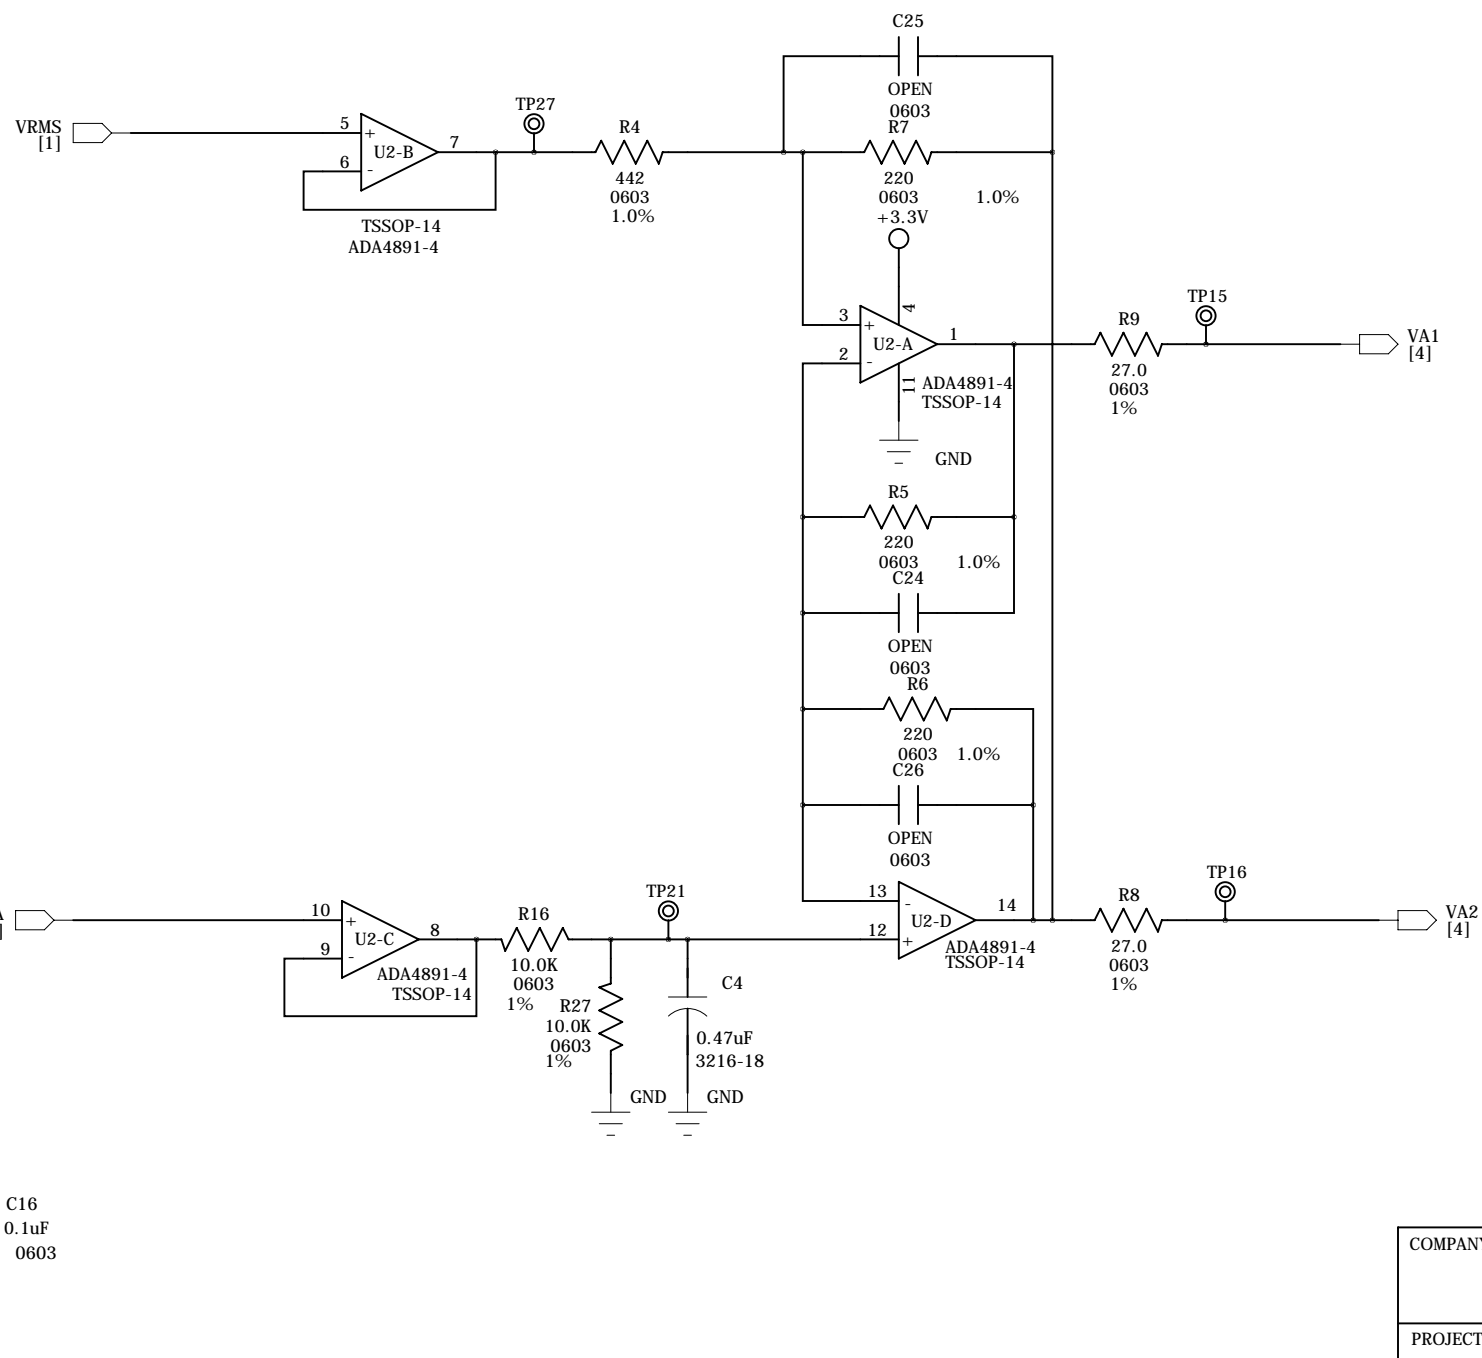 C25
OPEN
0603
VRMS
[1]
5
+
U2-B
6
-
7
TP27
R4
442
0603
1.0%
TSSOP-14
ADA4891-4
R7
220
0603
1.0%
+3.3V
4
3
+
U2-A
2
-
1
11
ADA4891-4
TSSOP-14
GND
R9
27.0
0603
1%
TP15
VA1
[4]
R5
220
0603
1.0%
C24
OPEN
0603
R6
220
0603
1.0%
C26
OPEN
0603
13
-
U2-D
12
+
14
ADA4891-4
TSSOP-14
R8
27.0
0603
1%
TP16
VA2
[4]
A
]
10
+
U2-C
9
-
8
ADA4891-4
TSSOP-14
R16
10.0K
0603
1%
TP21
R27
10.0K
0603
1%
GND
C4
0.47uF
3216-18
GND
C16
0.1uF
0603
COMPANY
PROJECT